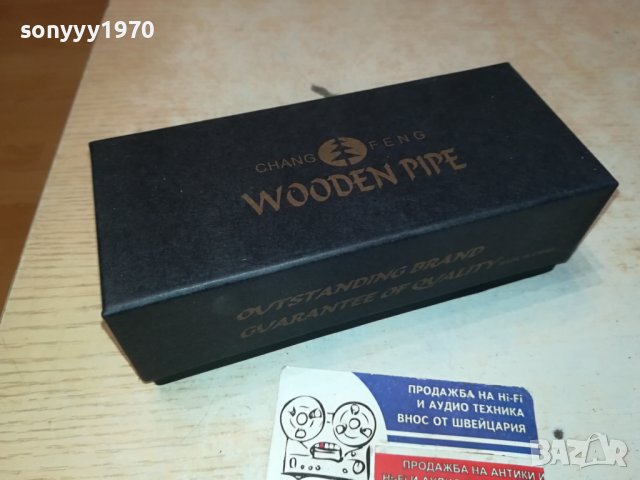 sonyyy1970
CHANG FENG
WOODEN PIPE
OUTSTANDING BRAND
GUARANTEE OF QUALITY
ПРОДАЖБА НА Hi-Fi
И АУДИО ТЕХНИКА
ВНОС ОТ ШВЕЙЦАРИЯ
ПРОДАЖБА НА АНТИКИ И
BAZAR